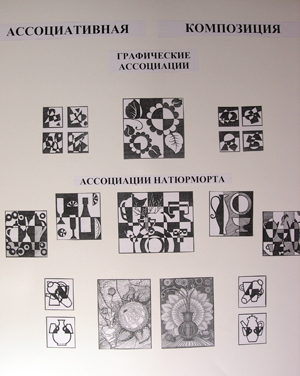 АССОЦИАТИВНАЯ КОМПОЗИЦИЯ
ГРАФИЧЕСКИЕ
АССОЦИАЦИИ
АССОЦИАЦИИ НАТЮРМОРТА